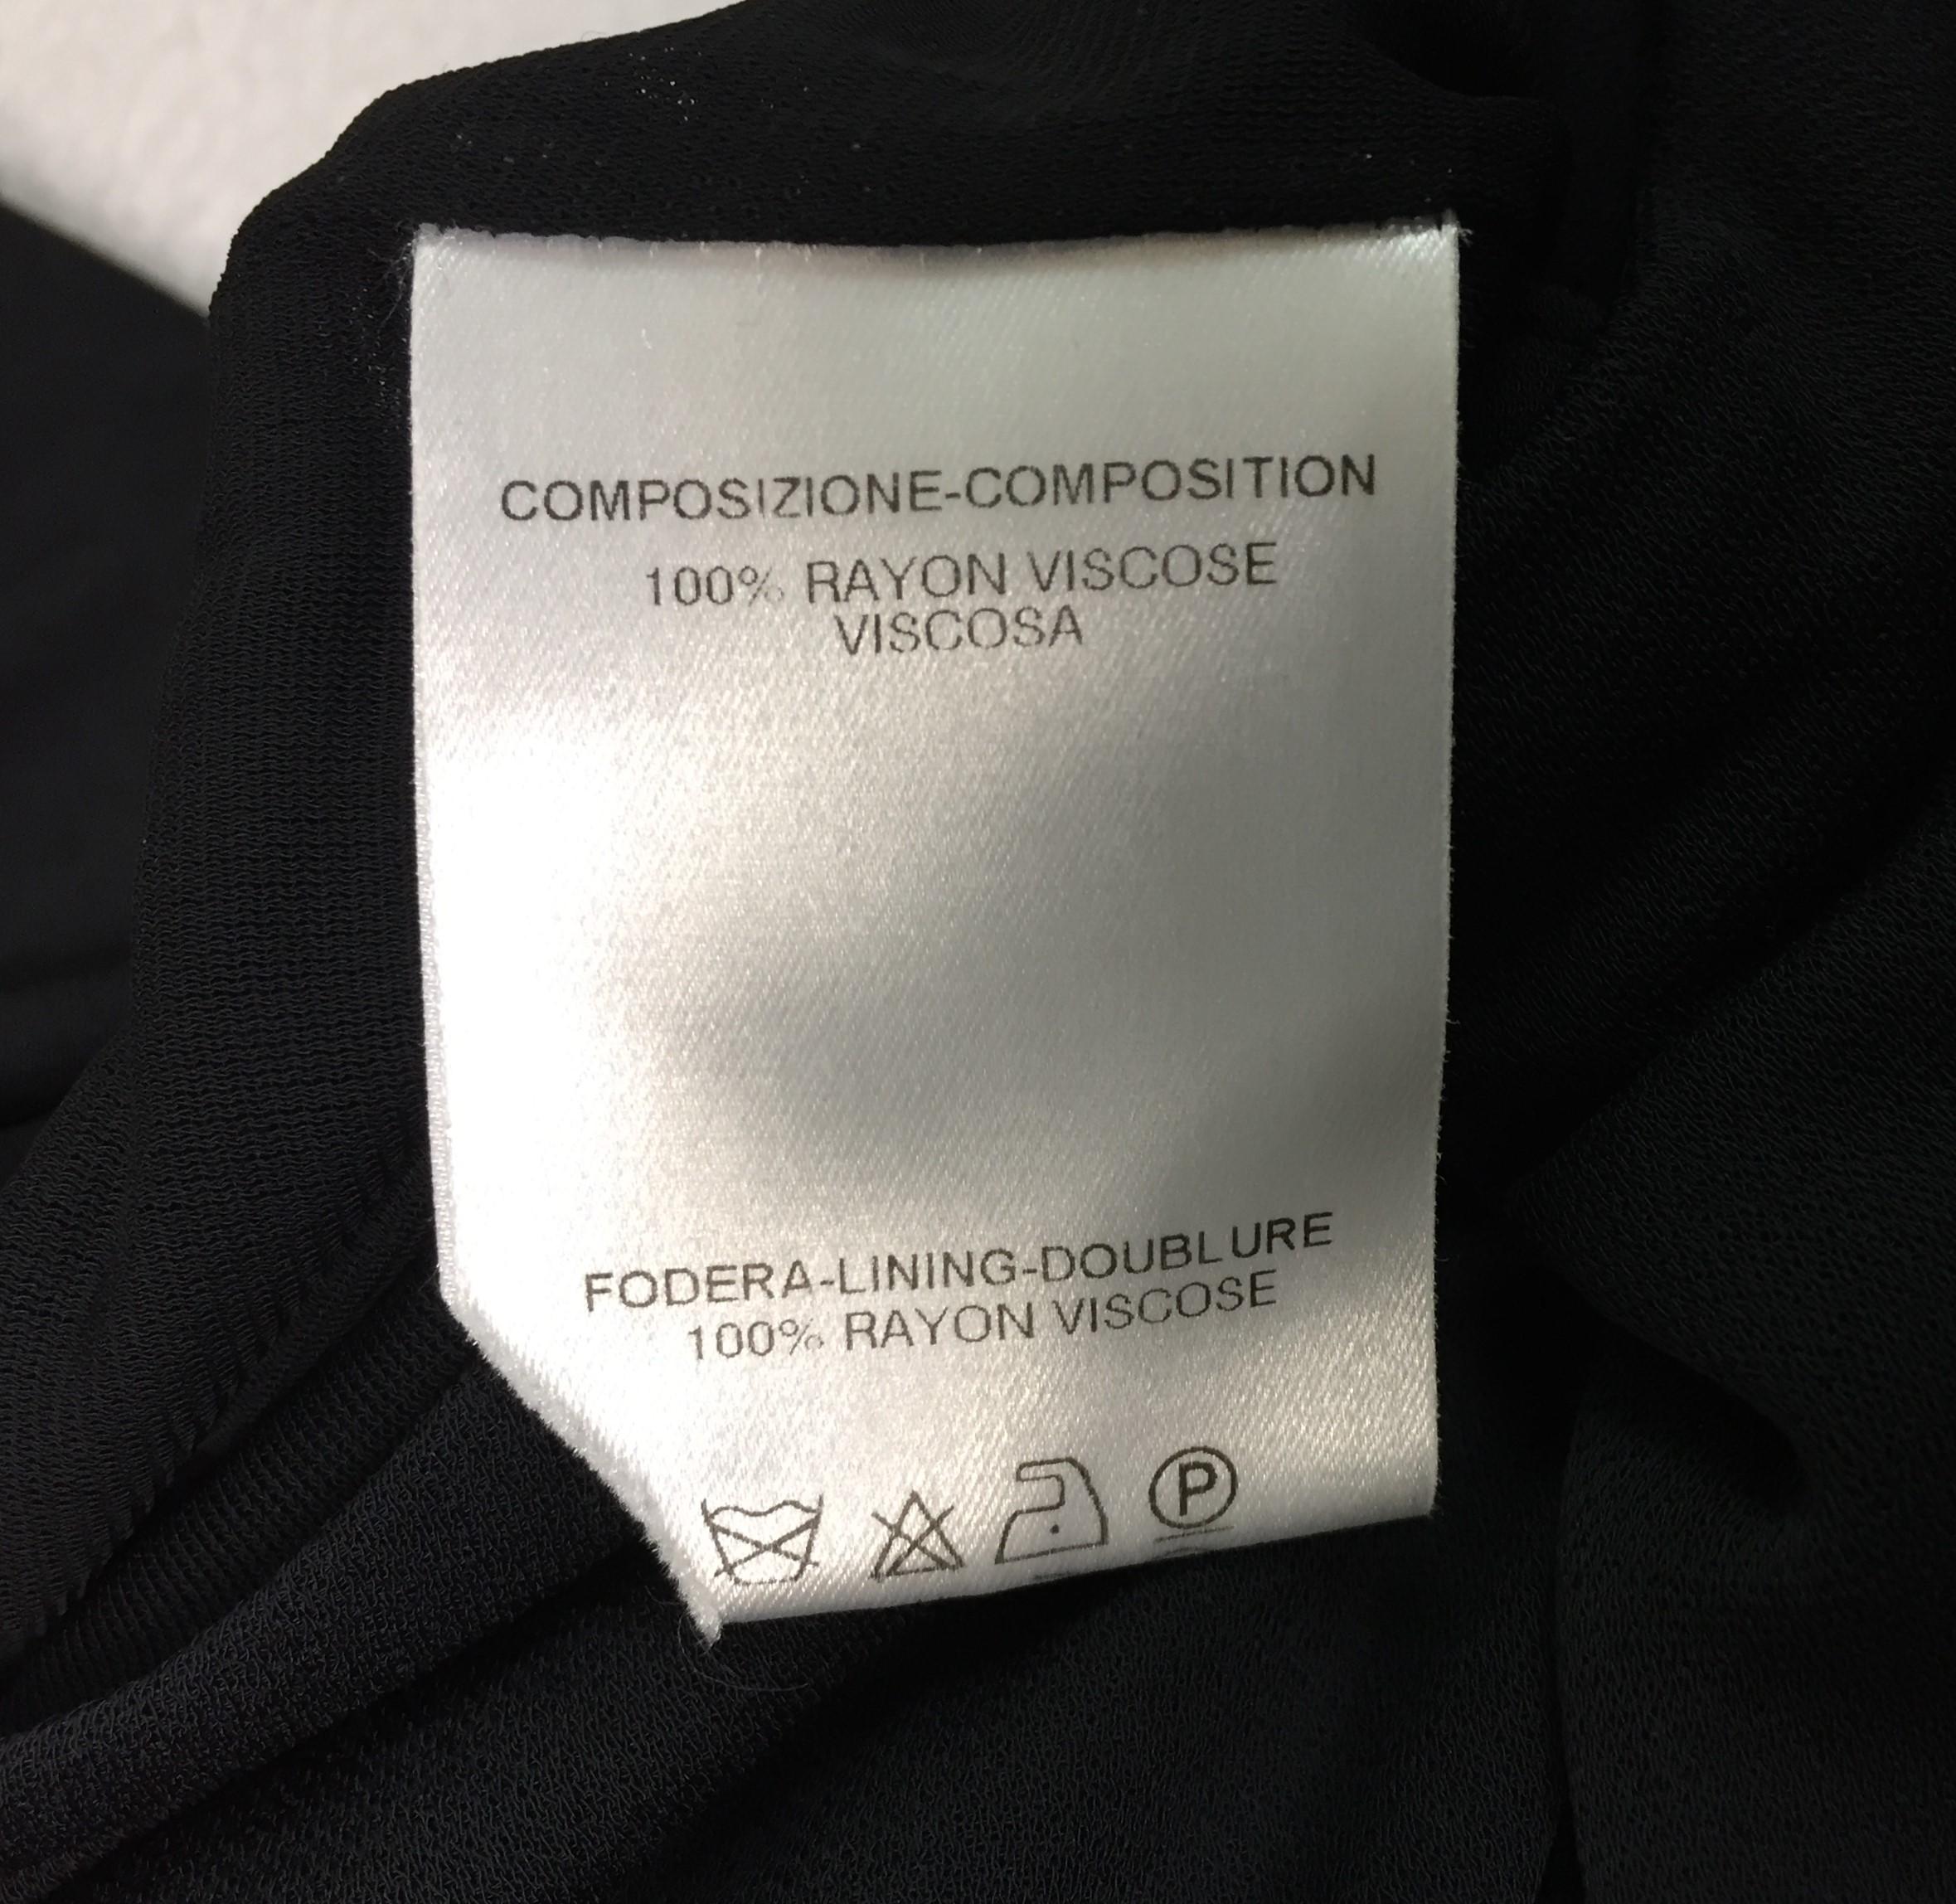 COMPOSIZIONE-COMPOSITION
100% RAYON VISCOSE
VISCOSA
FODERA-LINING-DOUBLURE
100% RAYON VISCOSE
P